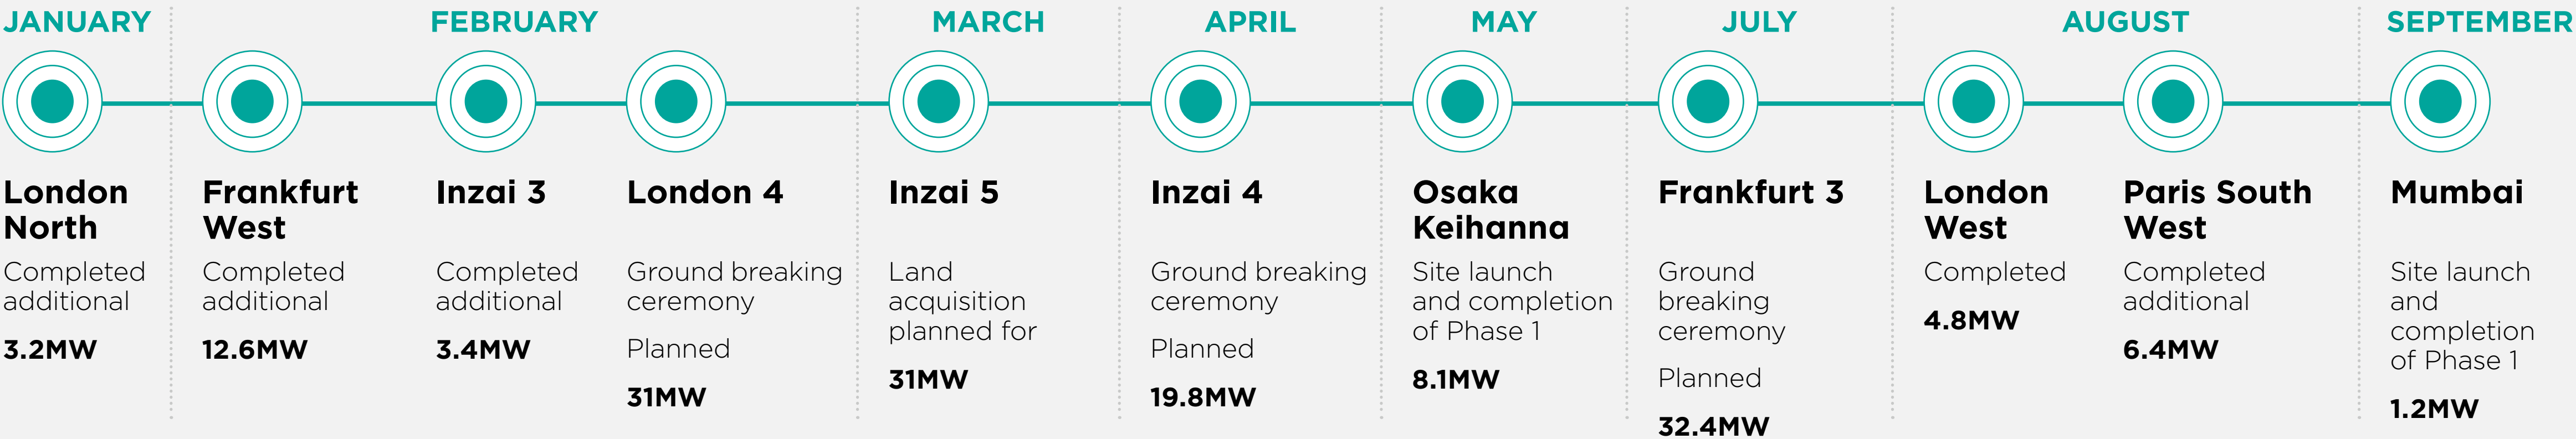 JANUARY
London
North
Completed
additional
3.2MW
FEBRUARY
Frankfurt
West
Completed
additional
12.6MW
Inzai 3
Completed
additional
3.4MW
London 4
Ground breaking
ceremony
Planned
31MW
MARCH
Inzai 5
Land
acquisition
planned for
31MW
APRIL
Inzai 4
Ground breaking
ceremony
Planned
19.8MW
MAY
Osaka
Keihanna
Site launch
and completion
of Phase 1
8.1MW
JULY
Frankfurt 3
Ground
breaking
ceremony
Planned
32.4MW
AUGUST
London
West
Completed
4.8MW
Paris South
West
Completed
additional
6.4MW
SEPTEMBER
Mumbai
Site launch
and
completion
of Phase 1
1.2MW